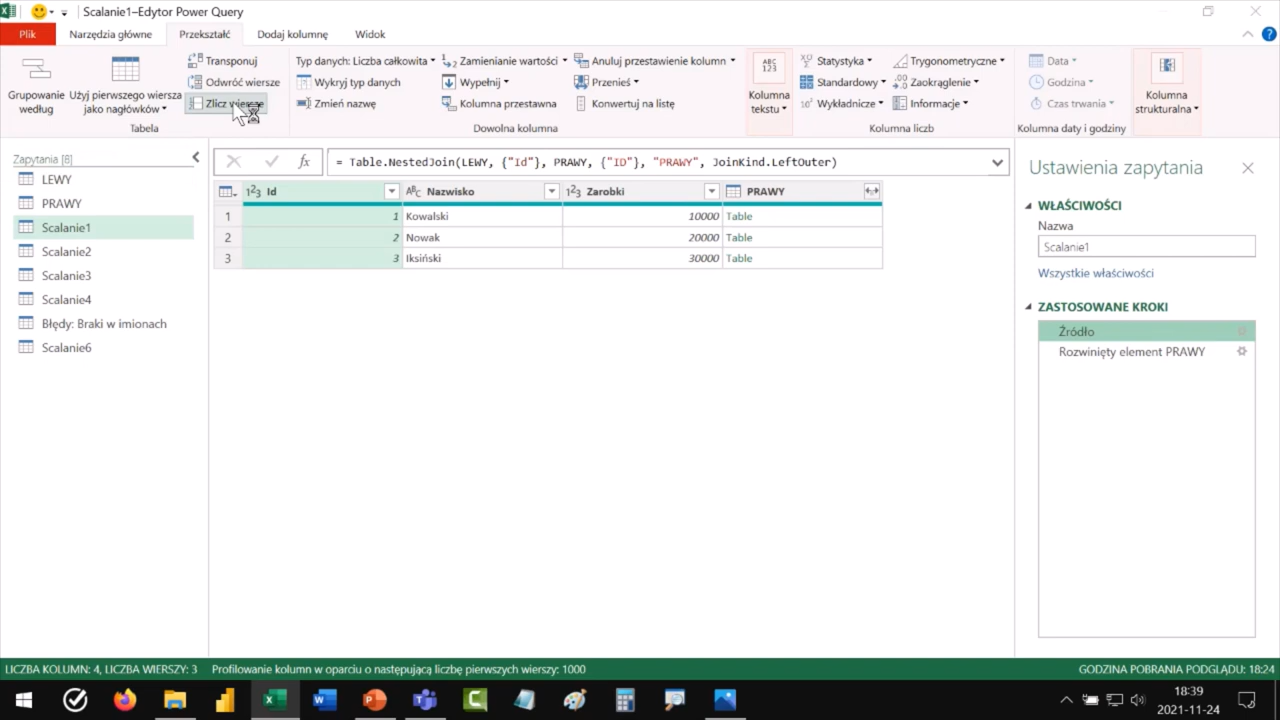 Scalanie1–Edytor Power Query
Plik
Narzędzia główne
Przekształć
Dodaj kolumnę
Widok
Grupowanie według
Użyj pierwszego wiersza jako nagłówków
Transponuj
Odwróć wiersze
Zlicz wiersze
Tabela
Typ danych: Liczba całkowita
Wykryj typ danych
Zmień nazwę
Zamienianie wartości
Wypełnij
Kolumna przestawna
Anuluj przestawienie kolumn
Przenieś
Konwertuj na listę
Dowolna kolumna
ABC
123
Kolumna tekstu
Statystyka
Standardowy
Wykładnicze
Trygonometryczne
Zaokrąglenie
Informacje
Kolumna liczb
Data
Godzina
Czas trwania
Kolumna daty i godziny
Kolumna strukturalna
Zapytania [8]
LEWY
PRAWY
Scalanie1
Scalanie2
Scalanie3
Scalanie4
Błędy: Braki w imionach
Scalanie6
fx
= Table.NestedJoin(LEWY, {"Id"}, PRAWY, {"ID"}, "PRAWY", JoinKind.LeftOuter)
123 Id ABC Nazwisko 123 Zarobki PRAWY
1 1 Kowalski 10000 Table
2 2 Nowak 20000 Table
3 3 Iksiński 30000 Table
Ustawienia zapytania
WŁAŚCIWOŚCI
Nazwa
Scalanie1
Wszystkie właściwości
ZASTOSOWANE KROKI
Źródło
Rozwinięty element PRAWY
LICZBA KOLUMN: 4, LICZBA WIERSZY: 3 Profilowanie kolumn w oparciu o następującą liczbę pierwszych wierszy: 1000
GODZINA POBRANIA PODGLĄDU: 18:24
18:39
2021-11-24